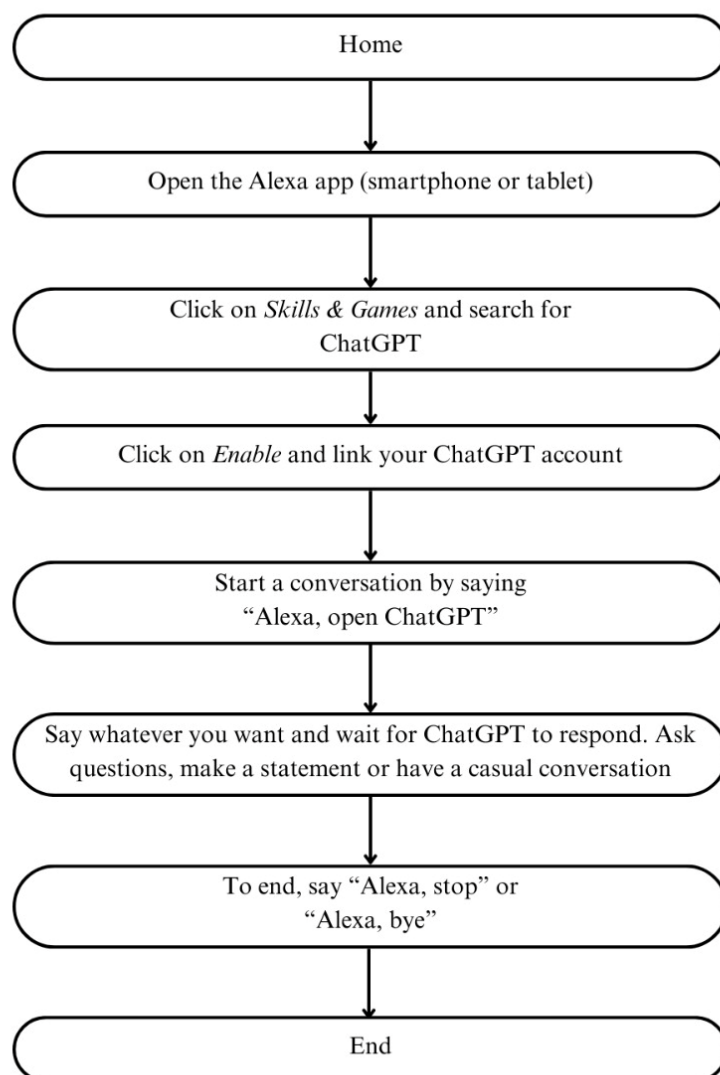 Home
Open the Alexa app (smartphone or tablet)
Click on Skills & Games and search for
ChatGPT
Click on Enable and link your ChatGPT account
Start a conversation by saying
“Alexa, open ChatGPT”
Say whatever you want and wait for ChatGPT to respond. Ask
questions, make a statement or have a casual conversation
To end, say “Alexa, stop” or
“Alexa, bye”
End